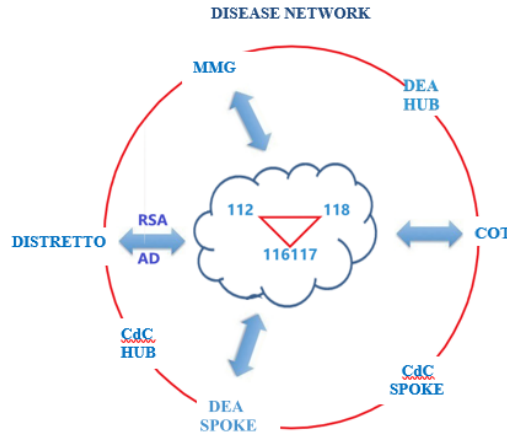 DISEASE NETWORK
MMG
DEA
HUB
112
118
116117
RSA
DISTRETTO
AD
COT
CdC
HUB
CdC
SPOKE
DEA
SPOKE